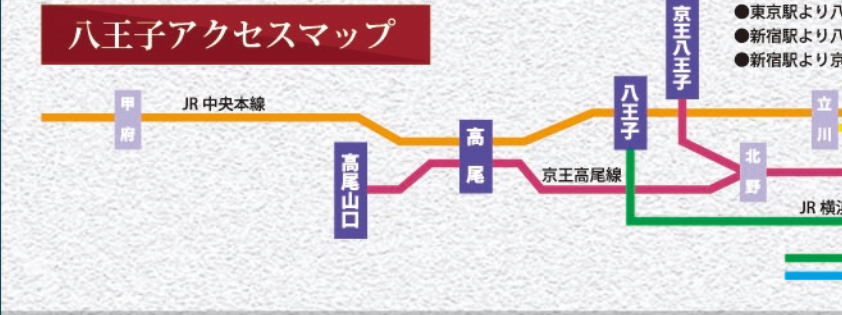 八王子アクセスマップ
●東京駅より八
●新宿駅より八
●新宿駅より京
京王八王子
甲府
JR 中央本線
八王子
立川
高尾
高尾山口
京王高尾線
北野
JR 横浜